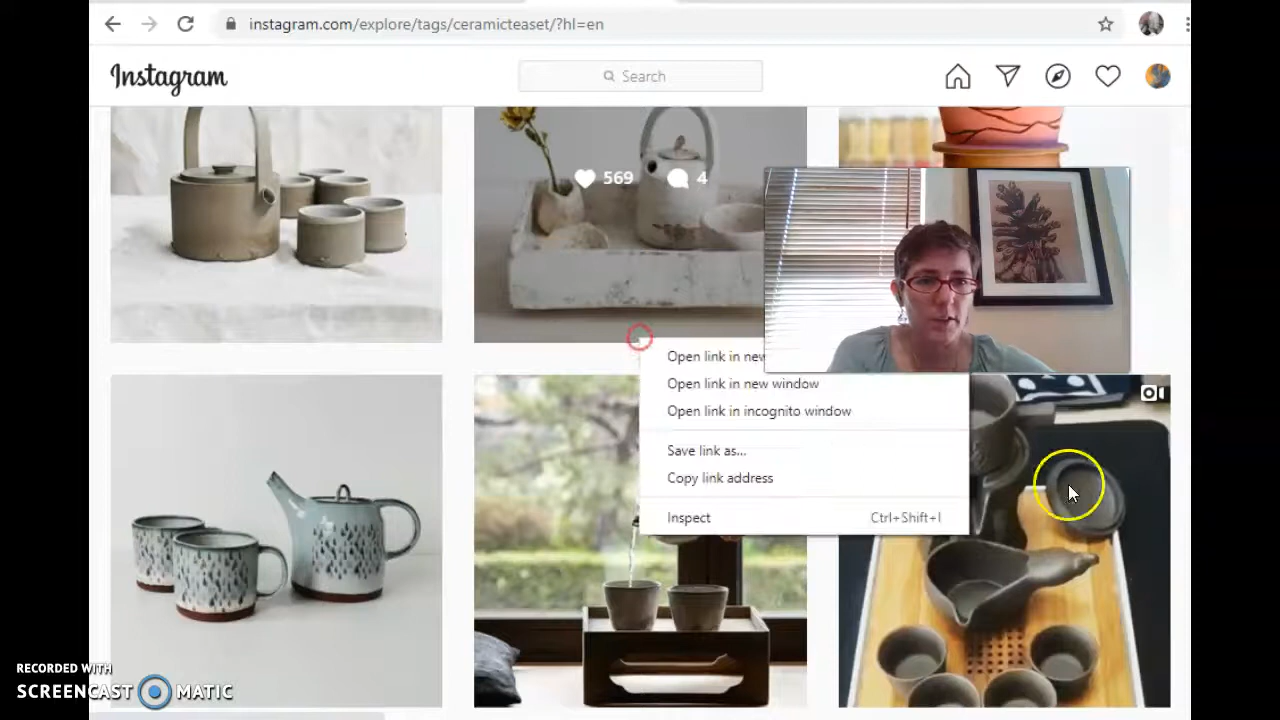 instagram.com/explore/tags/ceramicteaset/?hl=en
Instagram
Search
569 4
Open link in new
Open link in new window
Open link in incognito window
Save link as...
Copy link address
Inspect Ctrl+Shift+I
RECORDED WITH
SCREENCAST MATIC